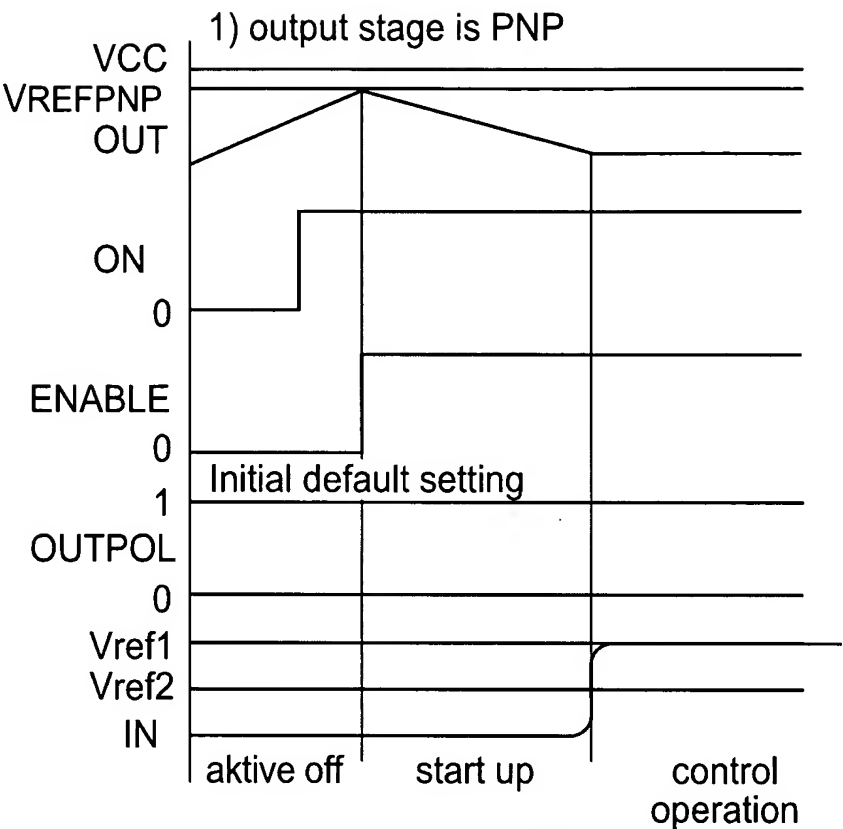 1) output stage is PNP
VCC
VREFPNP
OUT
ON
0
ENABLE
0
Initial default setting
1
OUTPOL
0
Vref1
Vref2
IN
aktive off
start up
control
operation